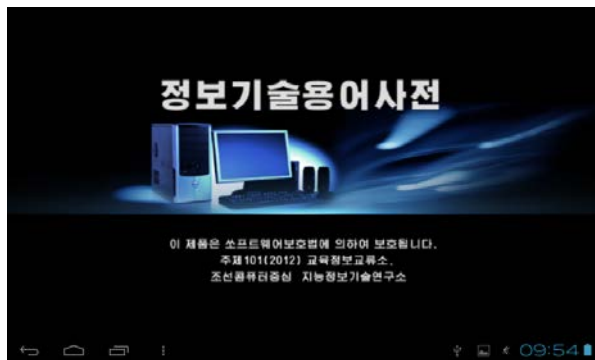 정보기술용어사전
이 제품은 쏘프트웨어보호법에 의하여 보호됩니다.
주체101(2012) 교육정보교류소.
조선콤퓨터중심 지능정보기술연구소
09:54